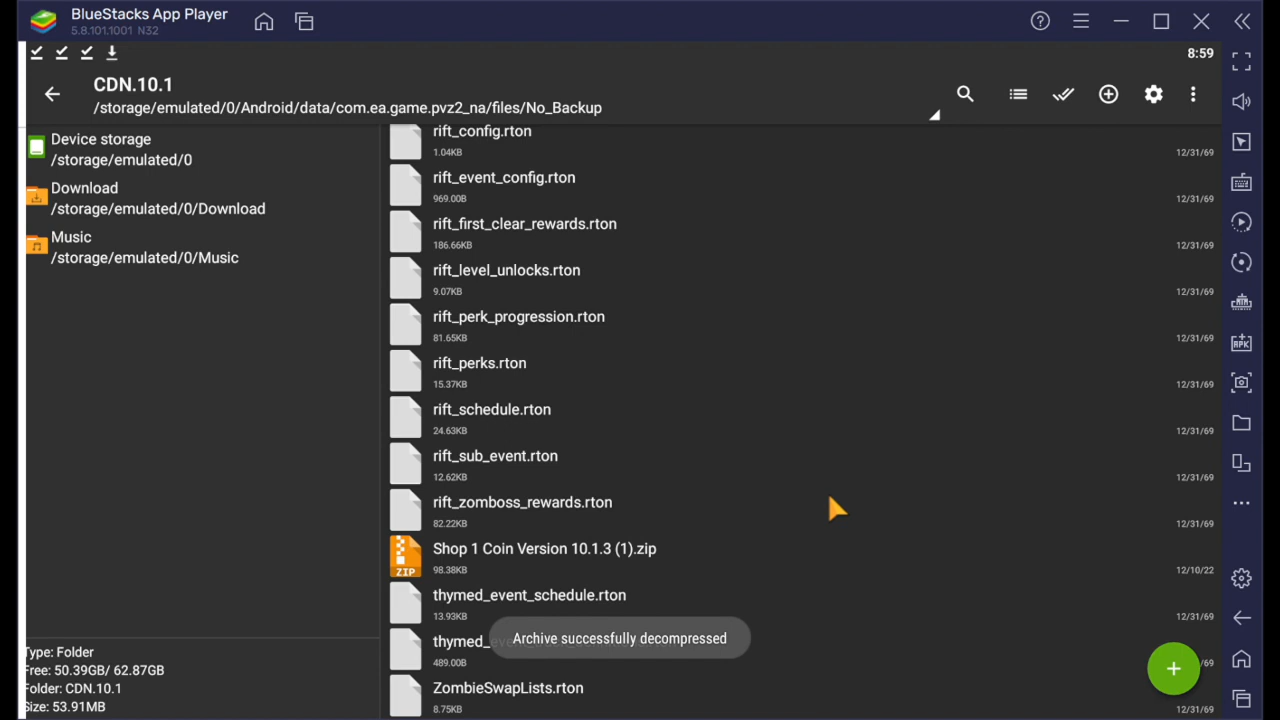 BlueStacks App Player
5.8.101.1001 N32
8:59
CDN.10.1
/storage/emulated/0/Android/data/com.ea.game.pvz2_na/files/No_Backup
Device storage
/storage/emulated/0
Download
/storage/emulated/0/Download
Music
/storage/emulated/0/Music
rift_config.rton
1.04KB 12/31/69
rift_event_config.rton
969.00B 12/31/69
rift_first_clear_rewards.rton
186.66KB 12/31/69
rift_level_unlocks.rton
9.07KB 12/31/69
rift_perk_progression.rton
81.65KB 12/31/69
rift_perks.rton
15.37KB 12/31/69
rift_schedule.rton
24.63KB 12/31/69
rift_sub_event.rton
12.62KB 12/31/69
rift_zomboss_rewards.rton
82.22KB 12/31/69
Shop 1 Coin Version 10.1.3 (1).zip
ZIP
98.38KB 12/10/22
thymed_event_schedule.rton
13.93KB 12/31/69
Archive successfully decompressed
489.00B
ZombieSwapLists.rton
8.75KB 12/31/69
Type: Folder
Free: 50.39GB/ 62.87GB
Folder: CDN.10.1
Size: 53.91MB
APK